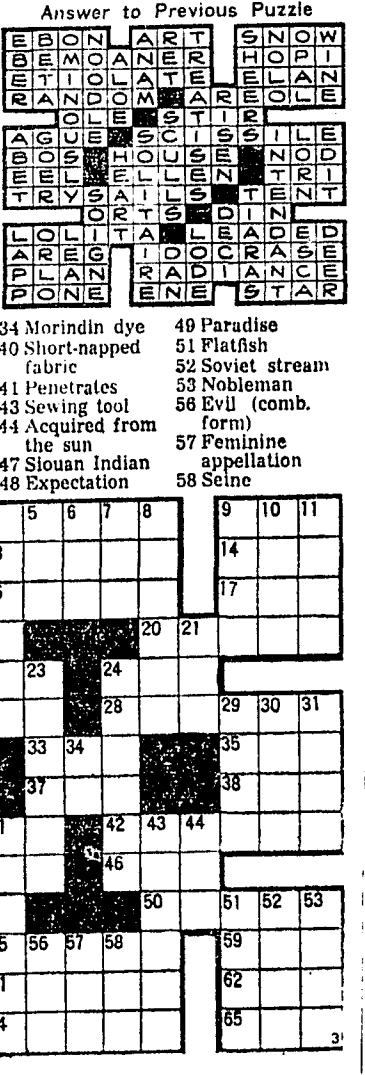 Answer to Previous Puzzle
EBON ART SNOW
BEMOANER HOPI
ETIOLATE ELAN
RANDOM AREOLE
OLE STIR
AGUE SCISSILE
BOS HOUSE NOD
EEL ELLEN TRI
TRYSAILS TENT
ORTS DIN
LOLITA LEADED
AREG IDOCRASE
PLAN RADIANCE
PONE ENE STAR
34 Morindin dye
40 Short-napped
fabric
41 Penetrates
43 Sewing tool
44 Acquired from
the sun
47 Siouan Indian
48 Expectation
49 Paradise
51 Flatfish
52 Soviet stream
53 Nobleman
56 Evil (comb.
form)
57 Feminine
appellation
58 Seine
5 6 7 8 9 10 11
14
17
20 21
23 24
28 29 30 31
33 34 35
37 38
42 43 44
46
50 51 52 53
56 57 58 59
62
65